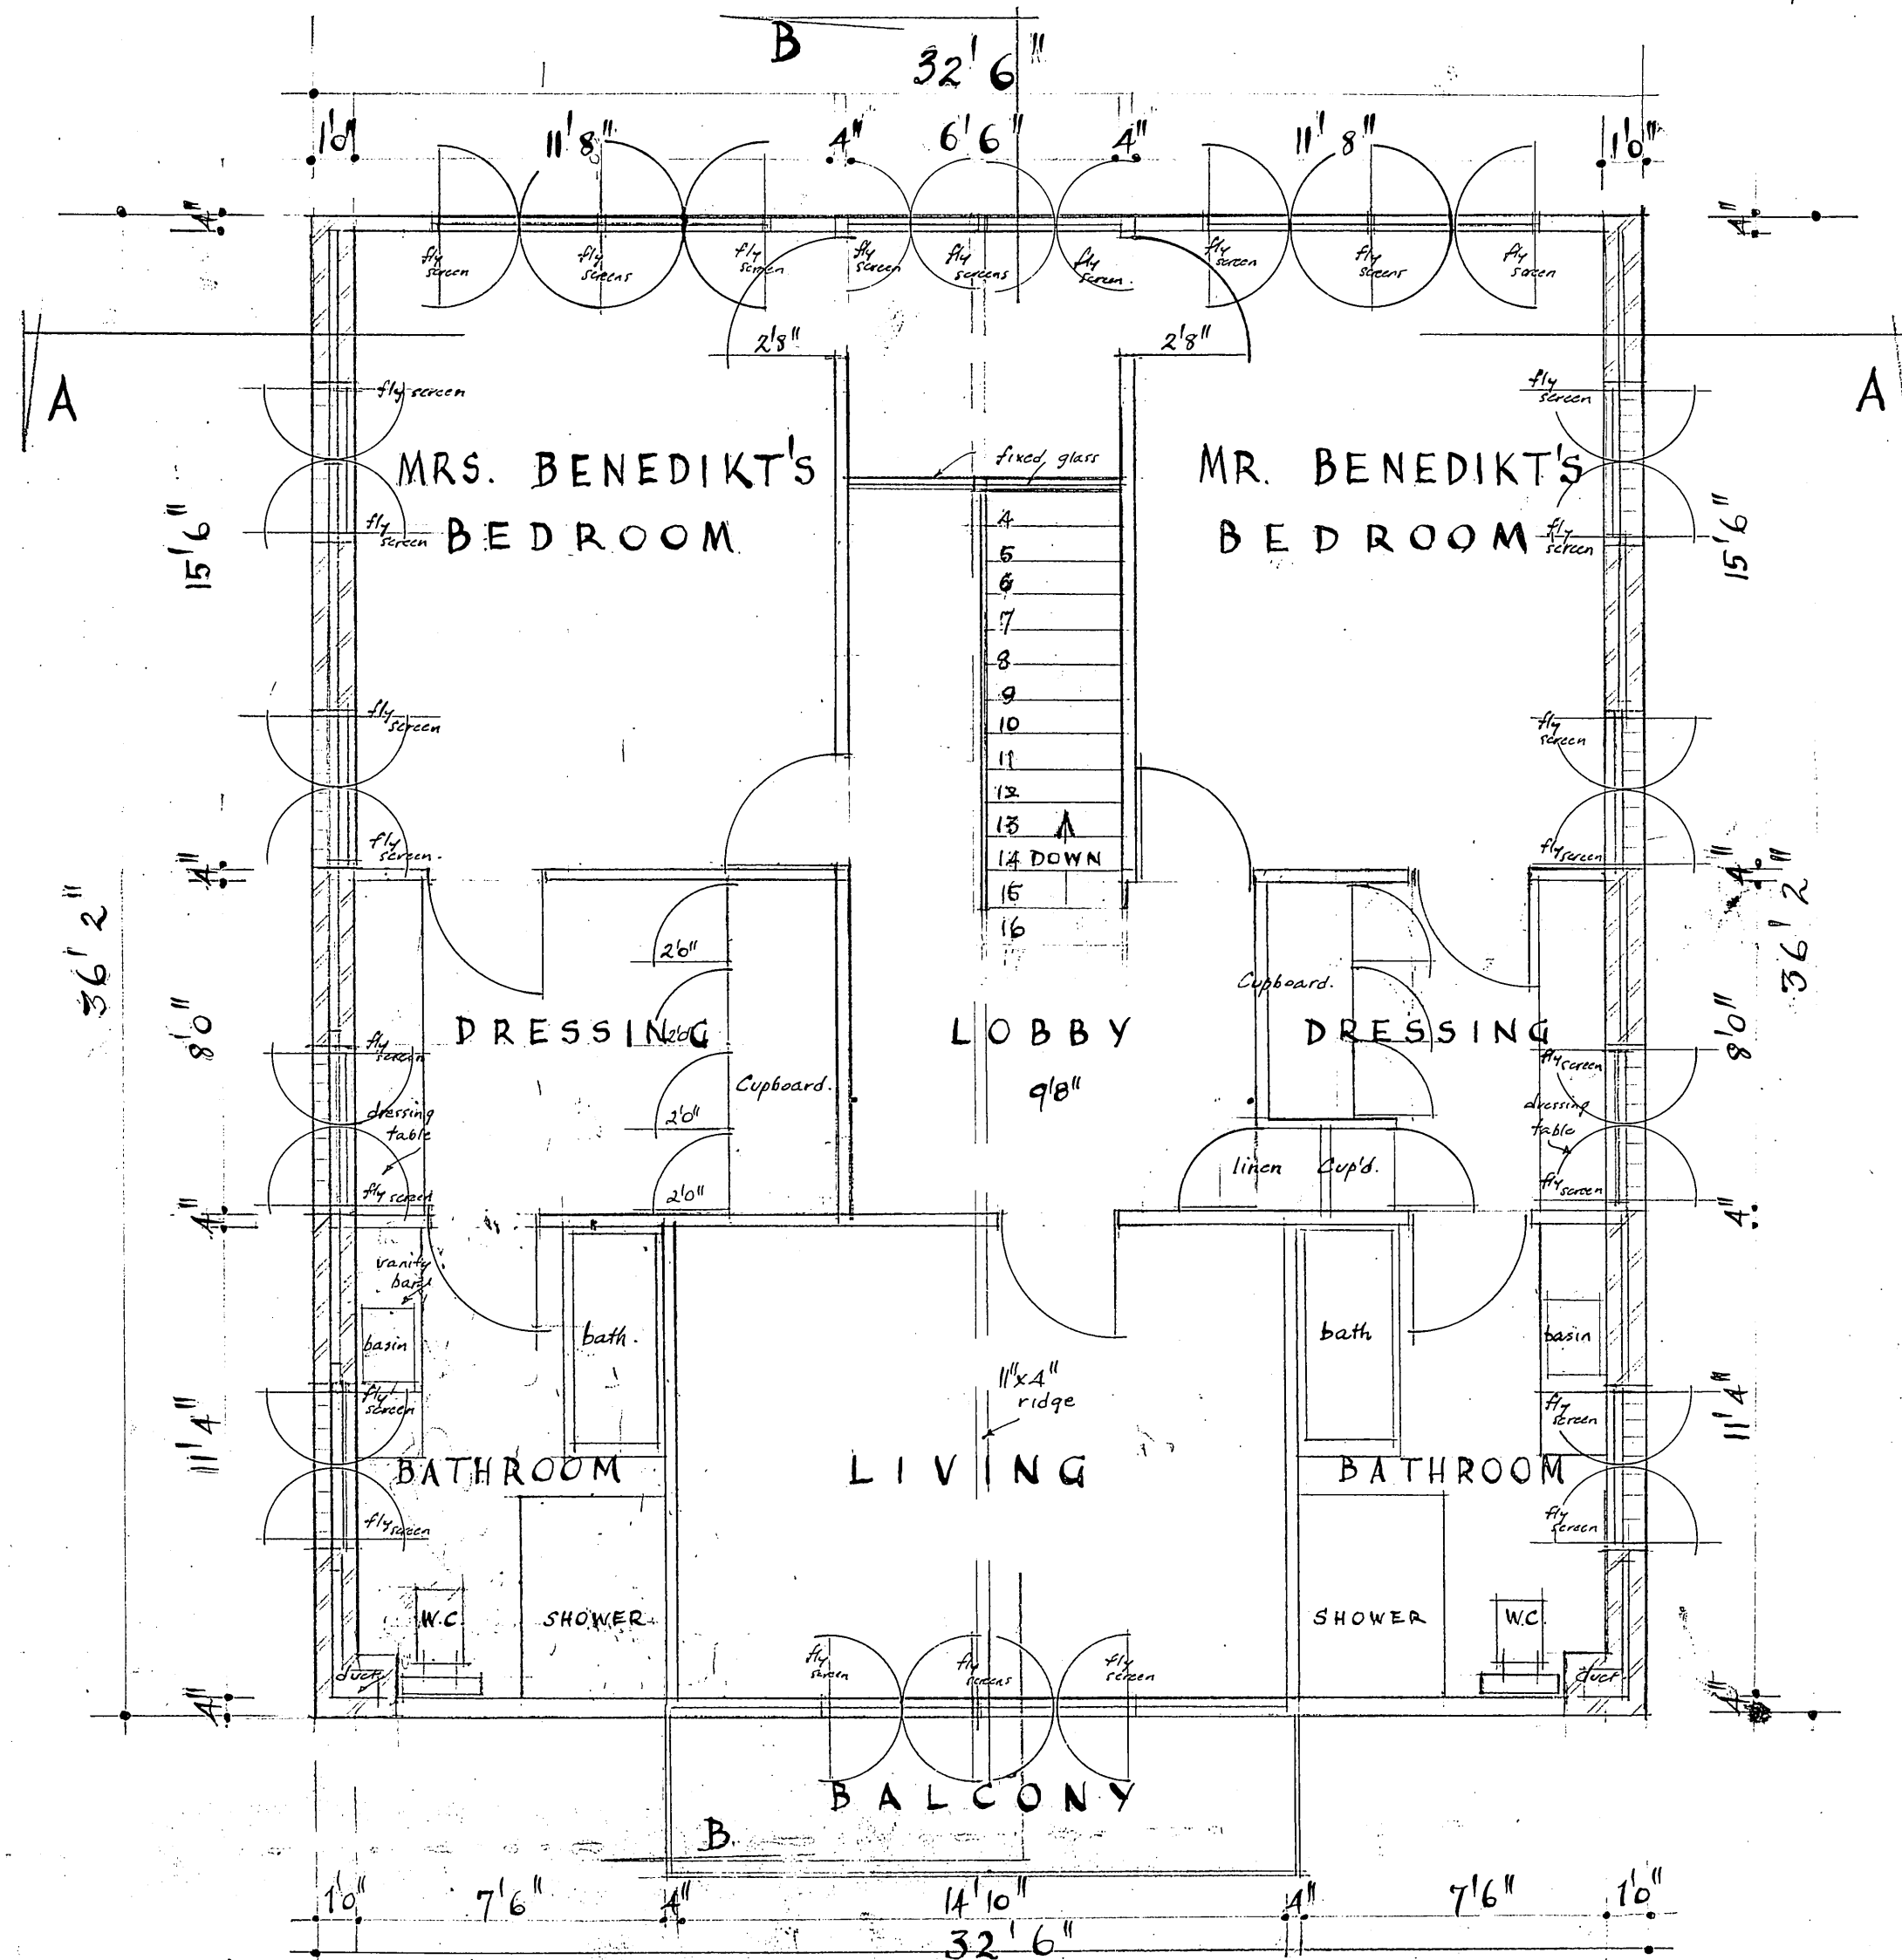 B
32' 6"
1'0"
11' 8"
4"
6' 6"
4"
11' 8"
1'0"
4"
4"
fly screen
fly screens
fly screen
fly screen
fly screens
fly screen.
fly screen
fly screens
fly screen
2'8"
2'8"
A
A
fly screen
fly screen
fixed glass
MRS. BENEDIKT'S
BEDROOM
MR. BENEDIKT'S
BEDROOM
fly screen
fly screen
15' 6"
15' 6"
4
5
6
7
8
9
10
11
12
13
14 DOWN
15
16
fly screen
fly screen
fly screen.
fly screen
4"
4"
36' 2"
36' 2"
2'0"
Cupboard.
8'0"
8'0"
DRESSING
2'0"
LOBBY
9'8"
DRESSING
fly screen
fly screen
Cupboard.
dressing table
2'0"
dressing table
linen Cup'd.
fly screen
2'0"
fly screen
4"
4"
vanity
basin
bath.
bath
basin
11"x4"
ridge
fly screen
fly screen
11' 4"
11' 4"
BATHROOM
LIVING
BATHROOM
fly screen
fly screen
W.C.
SHOWER
SHOWER
W.C.
fly screen
fly screens
fly screen
duct
duct
4"
4"
BALCONY
B.
1'0"
7'6"
4"
14'10"
4"
7'6"
1'0"
32' 6"